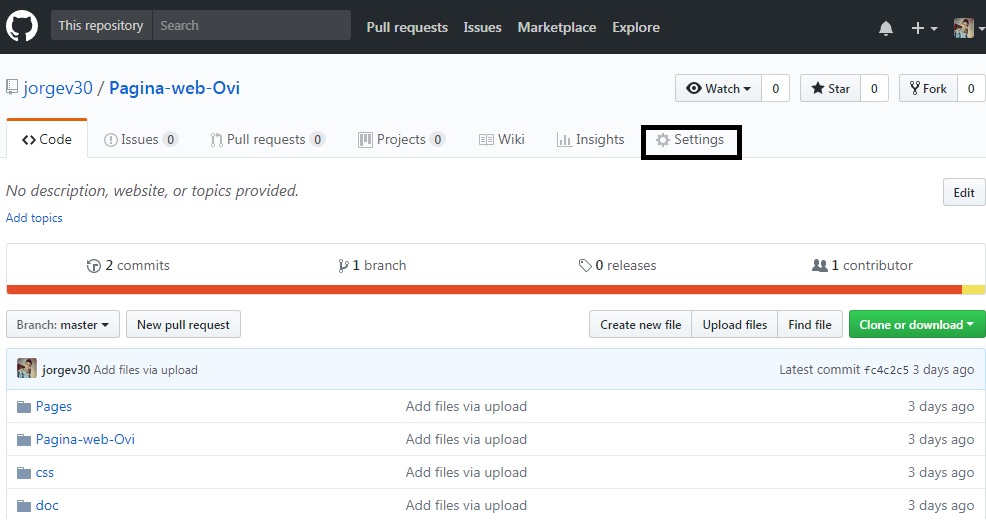 This repository Search Pull requests Issues Marketplace Explore
jorgev30 / Pagina-web-Ovi Watch 0 Star 0 Fork 0
Code Issues 0 Pull requests 0 Projects 0 Wiki Insights Settings
No description, website, or topics provided. Edit
Add topics
2 commits 1 branch 0 releases 1 contributor
Branch: master New pull request Create new file Upload files Find file Clone or download
jorgev30 Add files via upload Latest commit fc4c2c5 3 days ago
Pages Add files via upload 3 days ago
Pagina-web-Ovi Add files via upload 3 days ago
css Add files via upload 3 days ago
doc Add files via upload 3 days ago